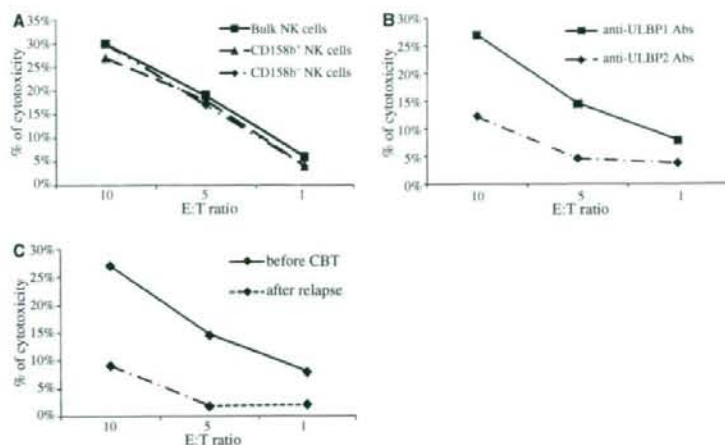 A
% of cytotoxicity
35%
30%
25%
20%
15%
10%
5%
0%
10 5 1
E:T ratio
Bulk NK cells
CD158b⁺ NK cells
CD158b⁻ NK cells
B
% of cytotoxicity
30%
25%
20%
15%
10%
5%
0%
10 5 1
E:T ratio
anti-ULBP1 Abs
anti-ULBP2 Abs
C
% of cytotoxicity
30%
25%
20%
15%
10%
5%
0%
10 5 1
E:T ratio
before CBT
after relapse